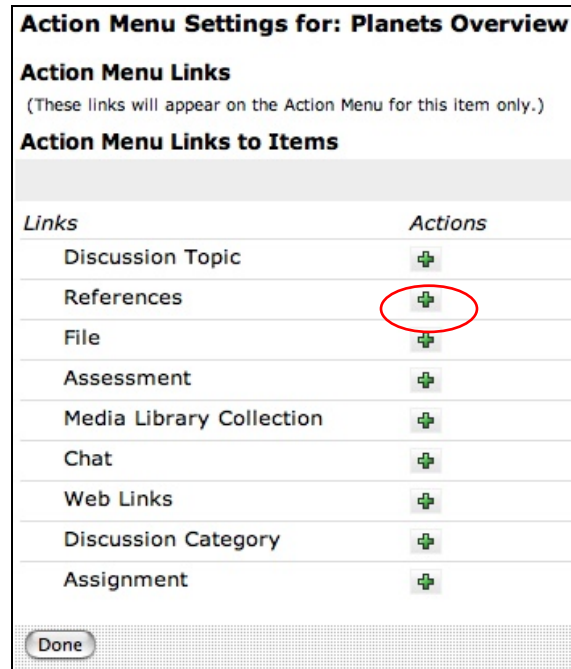 Action Menu Settings for: Planets Overview
Action Menu Links
(These links will appear on the Action Menu for this item only.)
Action Menu Links to Items
Links Actions
Discussion Topic
References
File
Assessment
Media Library Collection
Chat
Web Links
Discussion Category
Assignment
Done